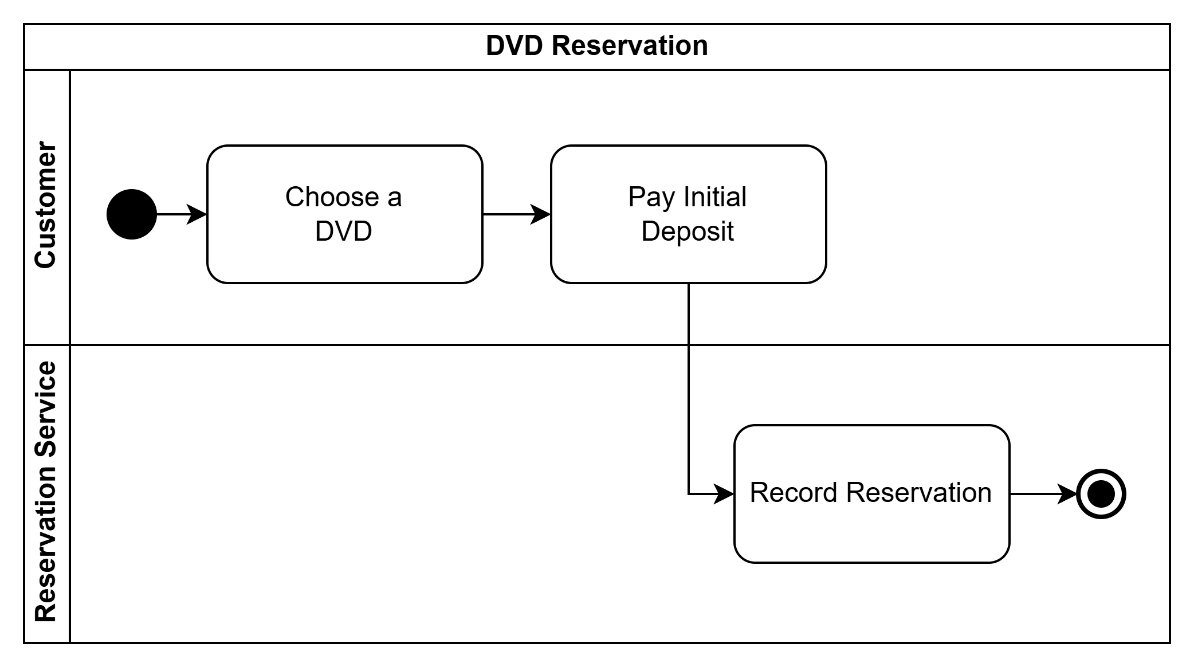 DVD Reservation
Customer
Choose a
DVD
Pay Initial
Deposit
Reservation Service
Record Reservation